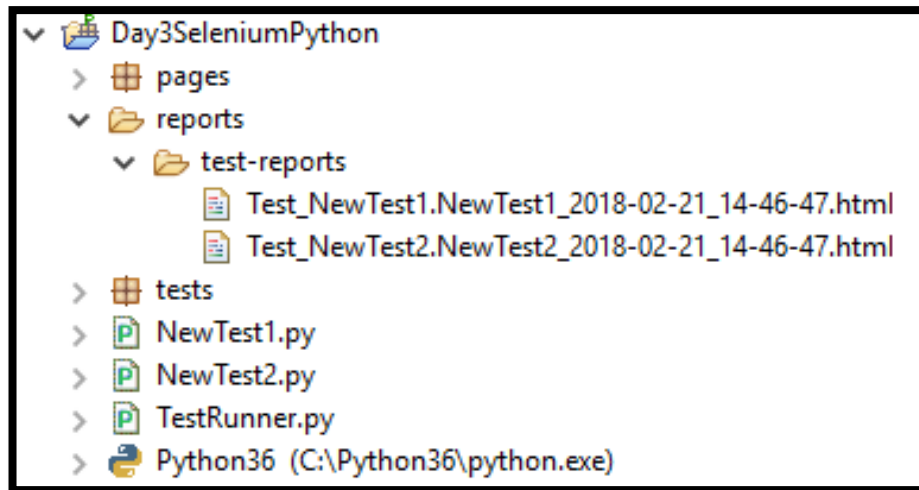 Day3SeleniumPython
pages
reports
test-reports
Test_NewTest1.NewTest1_2018-02-21_14-46-47.html
Test_NewTest2.NewTest2_2018-02-21_14-46-47.html
tests
NewTest1.py
NewTest2.py
TestRunner.py
Python36 (C:\Python36\python.exe)